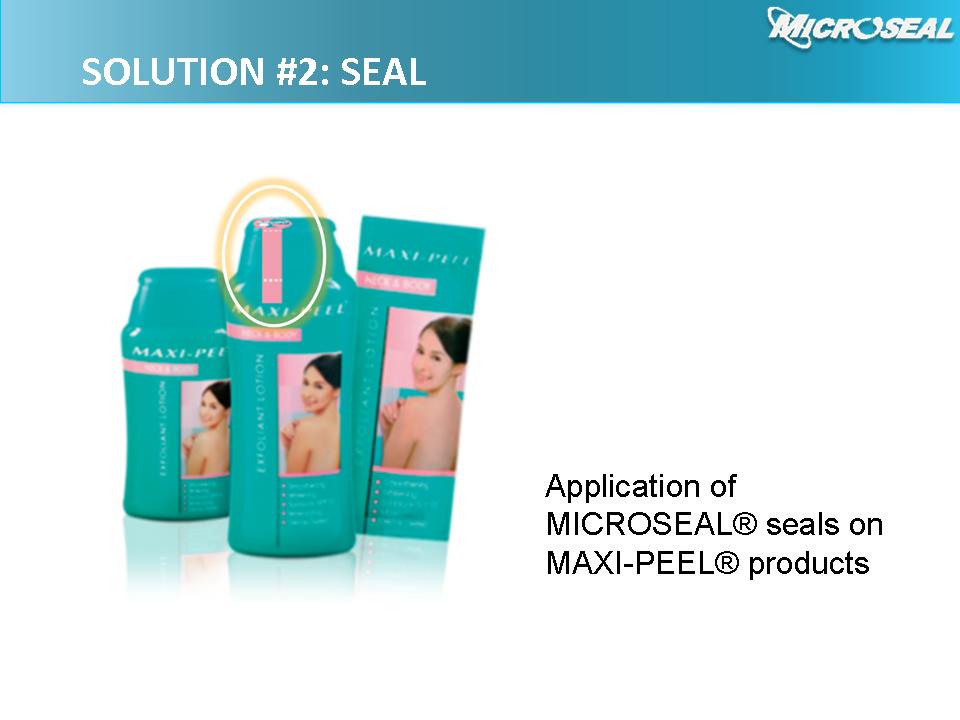 MICROSEAL
SOLUTION #2: SEAL
MAXI-PEEL
NECK & BODY
EXFOLIANT LOTION
MAXI-PEEL
NECK & BODY
EXFOLIANT LOTION
MAXI-PEEL
NECK & BODY
EXFOLIANT LOTION
Application of
MICROSEAL® seals on
MAXI-PEEL® products